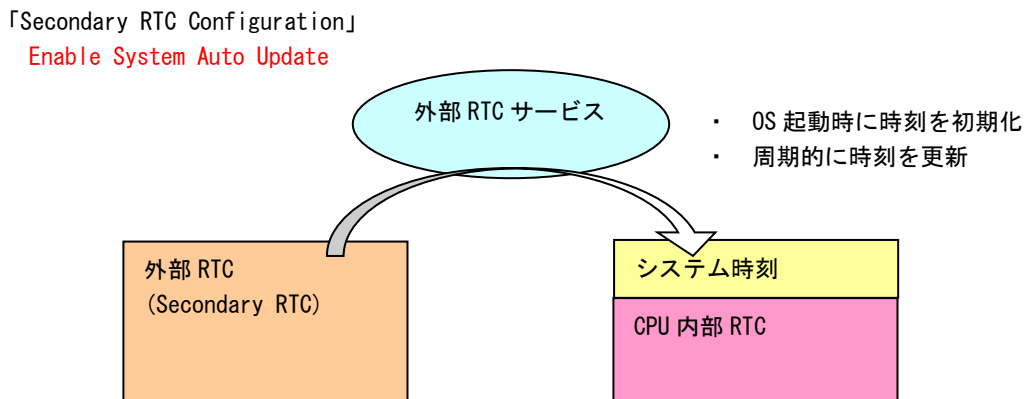 「Secondary RTC Configuration」
Enable System Auto Update
外部 RTC サービス
・ OS 起動時に時刻を初期化
・ 周期的に時刻を更新
外部 RTC
(Secondary RTC)
システム時刻
CPU 内部 RTC